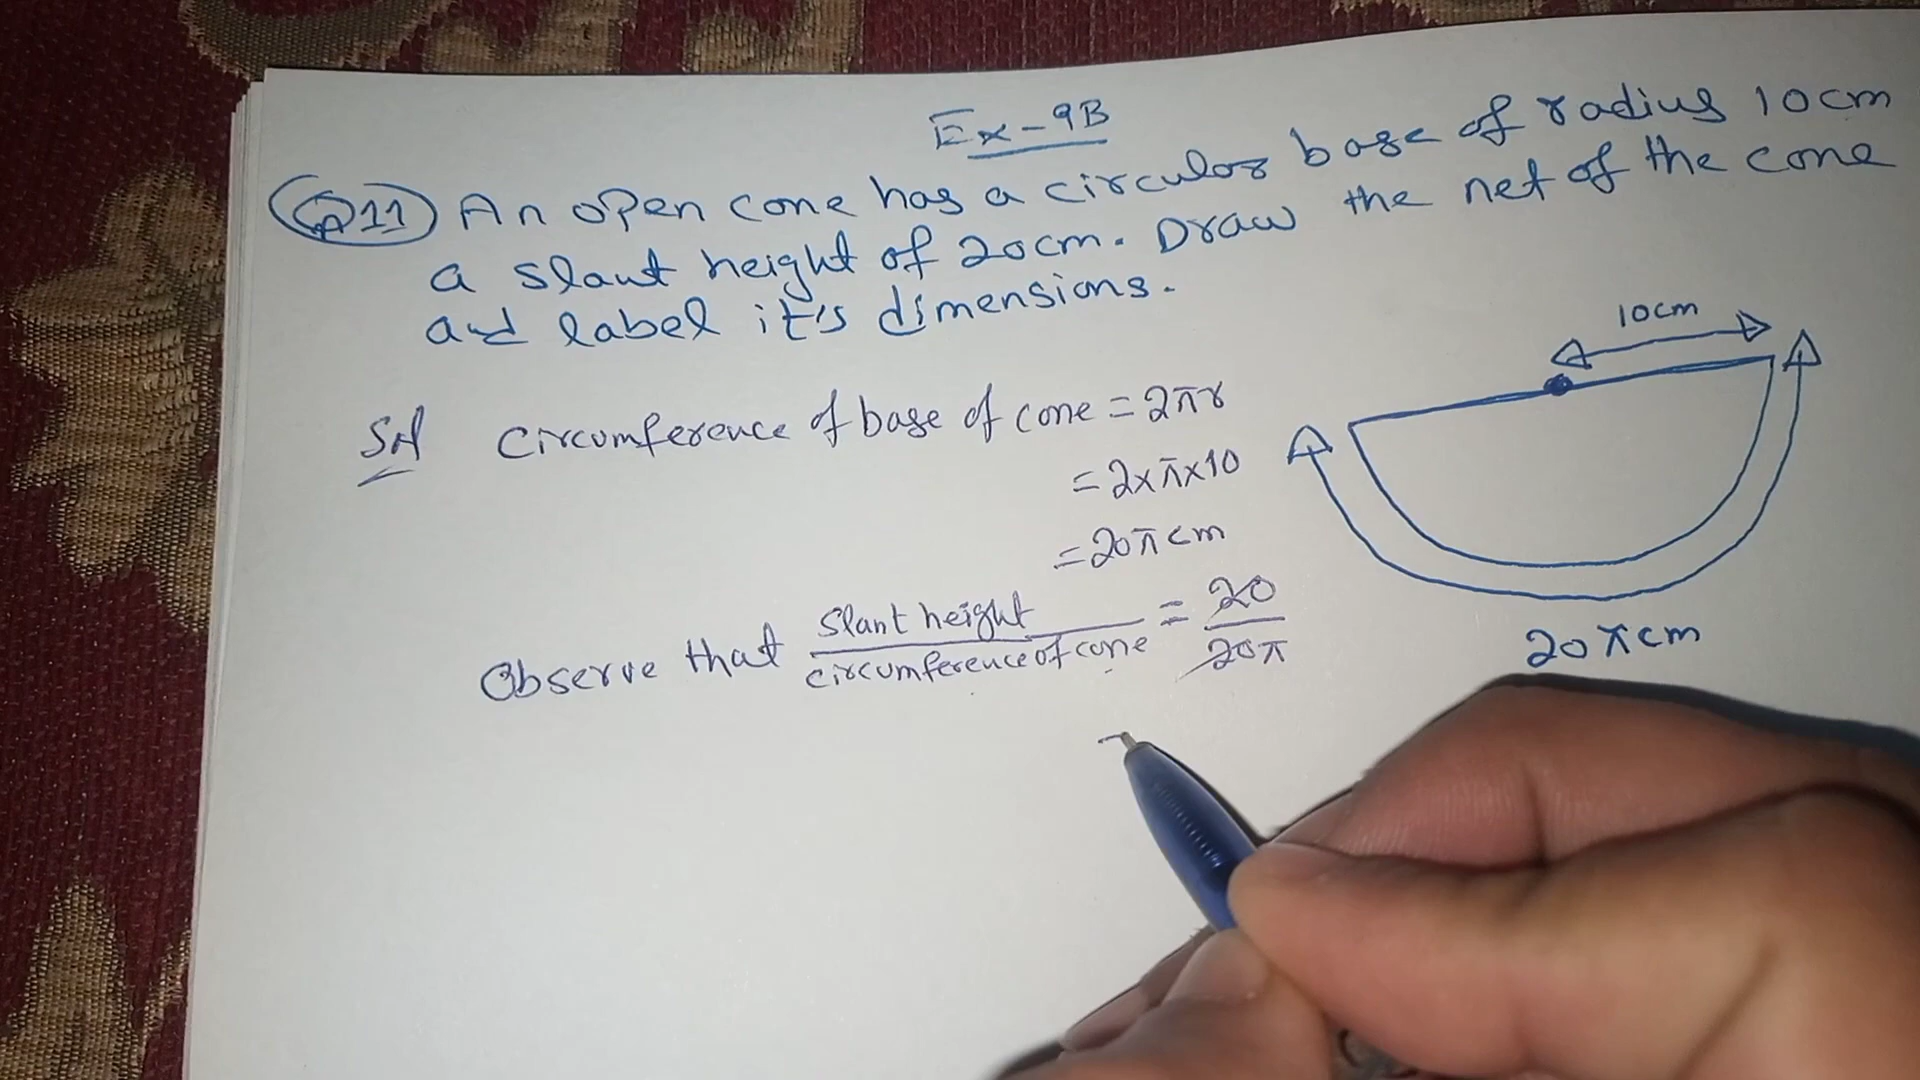 Ex-9B
Q11 An open cone has a circular base of radius 10cm
a slant height of 20cm. Draw the net of the cone
and label it's dimensions.
10cm
Sol Circumference of base of cone = 2πr
= 2xπx10
= 20π cm
Observe that slant height / circumference of cone = 20 / 20π
20π cm